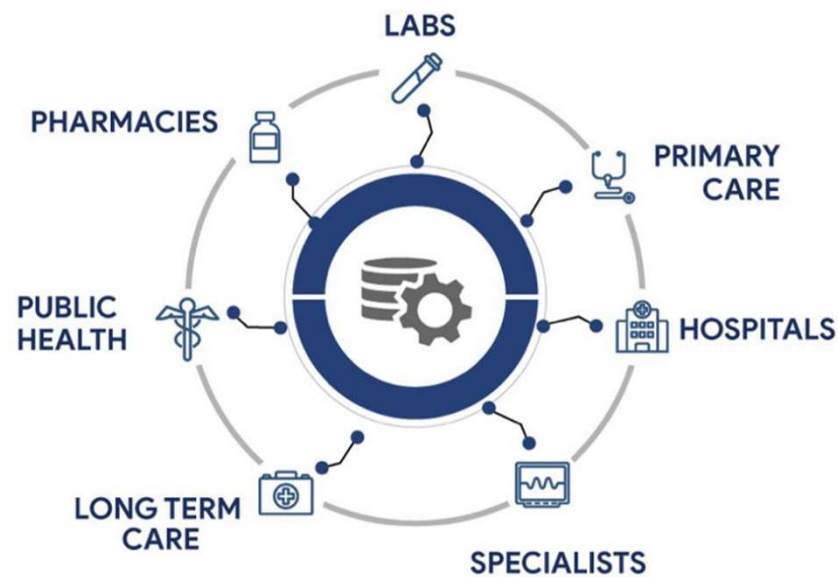 LABS
PRIMARY
CARE
HOSPITALS
SPECIALISTS
LONG TERM
CARE
PUBLIC
HEALTH
PHARMACIES